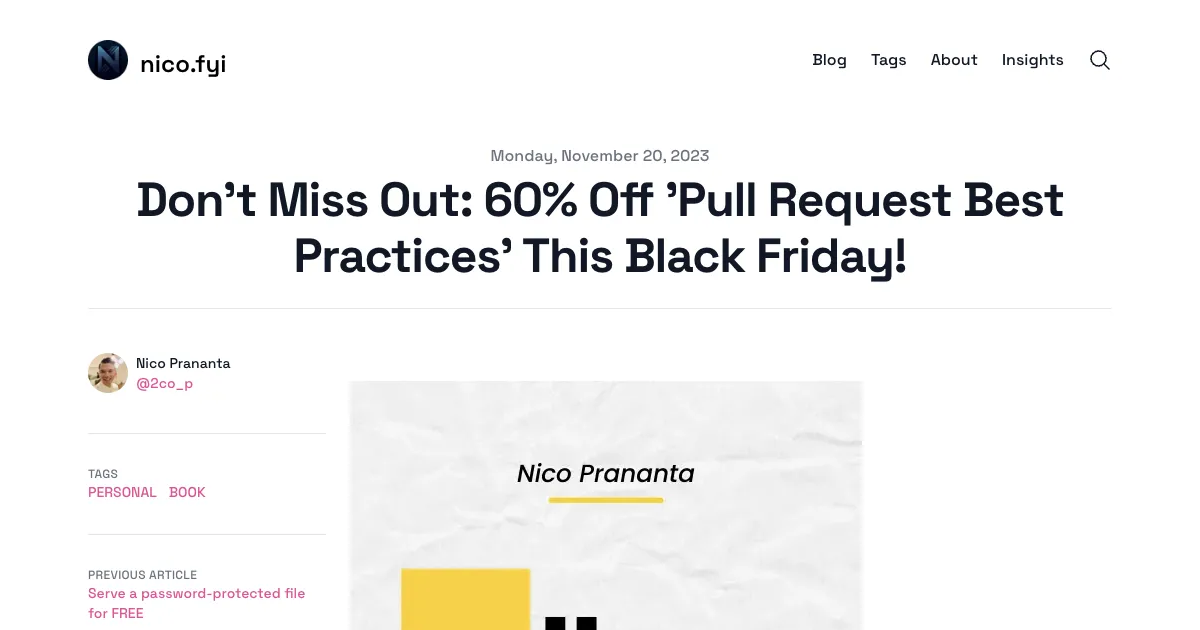 nico.fyi
Blog Tags About Insights
Monday, November 20, 2023
Don't Miss Out: 60% Off 'Pull Request Best
Practices' This Black Friday!
Nico Prananta
@2co_p
TAGS
PERSONAL BOOK
PREVIOUS ARTICLE
Serve a password-protected file
for FREE
Nico Prananta